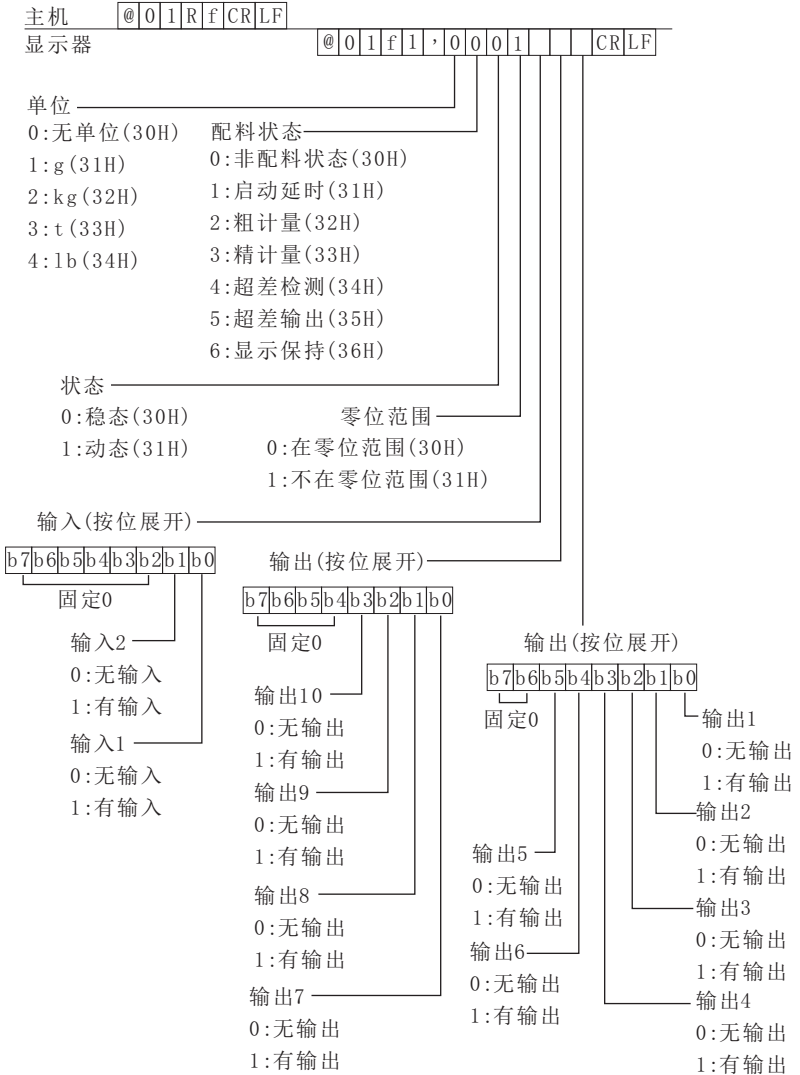 主机 @01RfCRLF
显示器 @01f1,0001 CRLF
单位
0:无单位(30H)
1:g(31H)
2:kg(32H)
3:t(33H)
4:lb(34H)
配料状态
0:非配料状态(30H)
1:启动延时(31H)
2:粗计量(32H)
3:精计量(33H)
4:超差检测(34H)
5:超差输出(35H)
6:显示保持(36H)
状态
0:稳态(30H)
1:动态(31H)
零位范围
0:在零位范围(30H)
1:不在零位范围(31H)
输入(按位展开)
b7b6b5b4b3b2b1b0
固定0
输入2
0:无输入
1:有输入
输入1
0:无输入
1:有输入
输出(按位展开)
b7b6b5b4b3b2b1b0
固定0
输出10
0:无输出
1:有输出
输出9
0:无输出
1:有输出
输出8
0:无输出
1:有输出
输出7
0:无输出
1:有输出
输出(按位展开)
b7b6b5b4b3b2b1b0
固定0
输出5
0:无输出
1:有输出
输出6
0:无输出
1:有输出
输出1
0:无输出
1:有输出
输出2
0:无输出
1:有输出
输出3
0:无输出
1:有输出
输出4
0:无输出
1:有输出